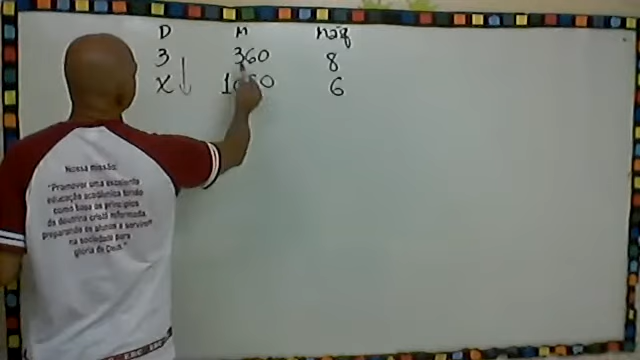 D M Máq
3 360 8
x 6
Nossa missão:
"Promover uma excelente
educação acadêmica tendo
como base os princípios
da doutrina cristã reformada
preparando os alunos a servirem
na sociedade para
glória de Deus."